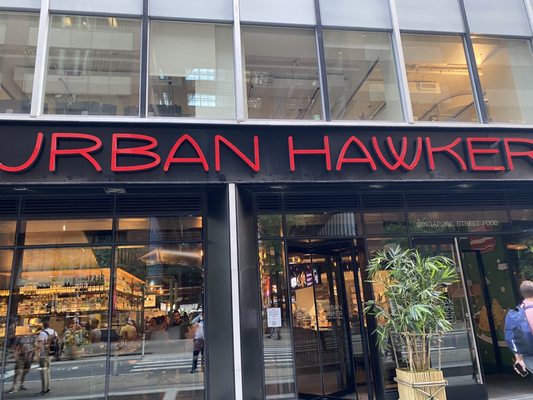 URBAN HAWKER
SINGAPORE STREET FOOD